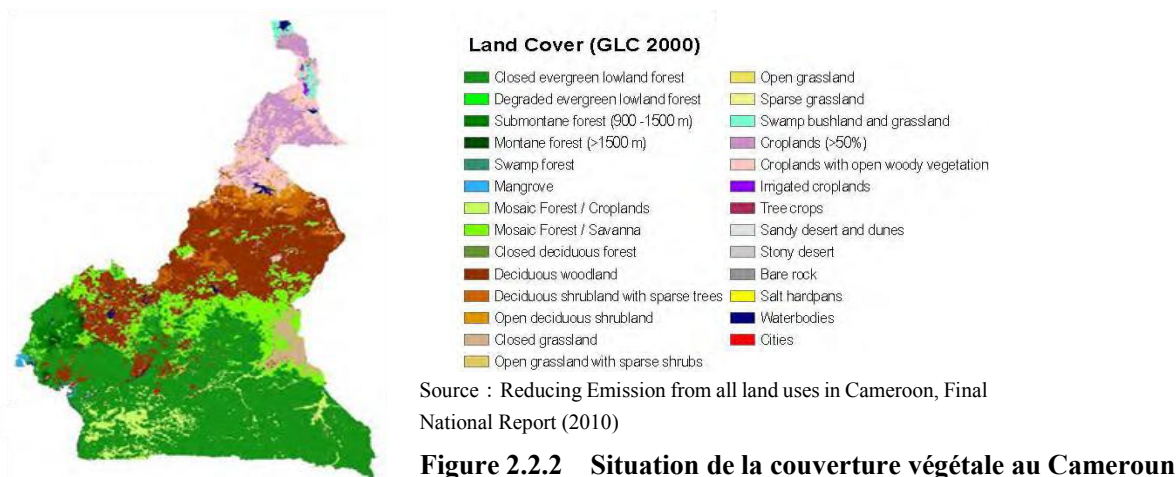 Land Cover (GLC 2000)
Closed evergreen lowland forest
Degraded evergreen lowland forest
Submontane forest (900 -1500 m)
Montane forest (>1500 m)
Swamp forest
Mangrove
Mosaic Forest / Croplands
Mosaic Forest / Savanna
Closed deciduous forest
Deciduous woodland
Deciduous shrubland with sparse trees
Open deciduous shrubland
Closed grassland
Open grassland with sparse shrubs
Open grassland
Sparse grassland
Swamp bushland and grassland
Croplands (>50%)
Croplands with open woody vegetation
Irrigated croplands
Tree crops
Sandy desert and dunes
Stony desert
Bare rock
Salt hardpans
Waterbodies
Cities
Source : Reducing Emission from all land uses in Cameroon, Final
National Report (2010)
Figure 2.2.2 Situation de la couverture végétale au Cameroun